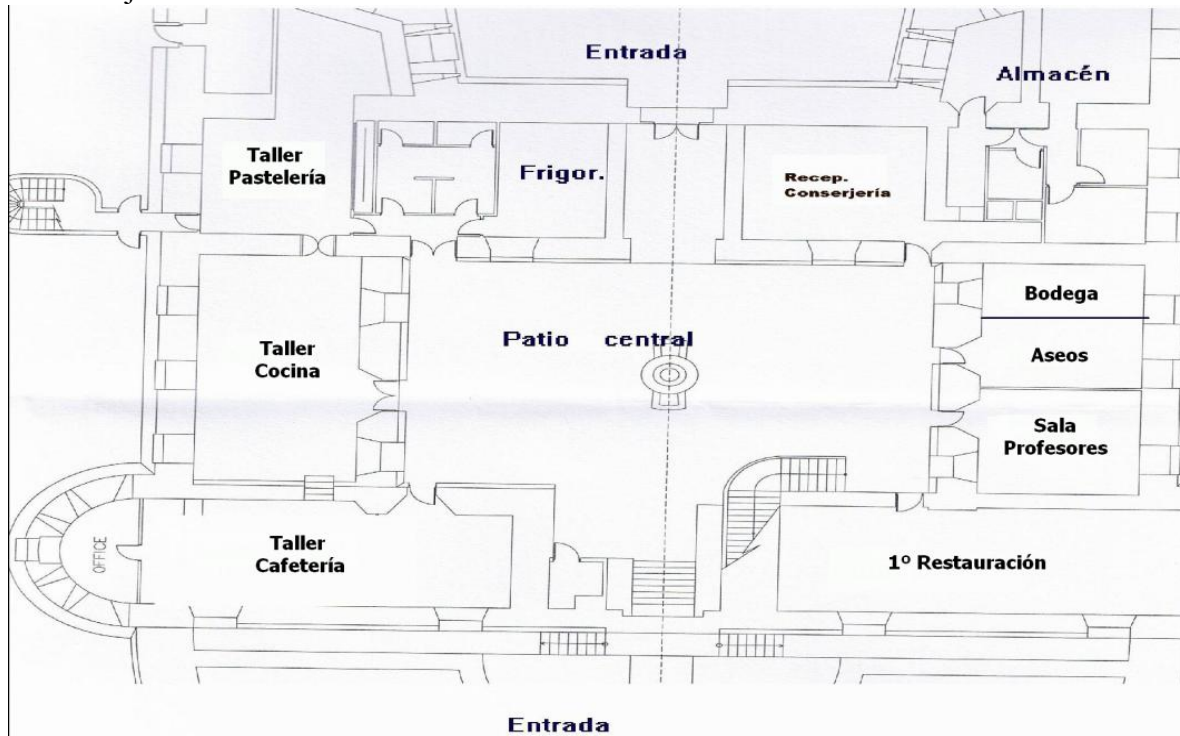 Entrada
Almacén
Taller
Pastelería
Frigor.
Recep.
Conserjería
Bodega
Patio central
Taller
Cocina
Aseos
Sala
Profesores
OFFICE
Taller
Cafetería
1º Restauración
Entrada